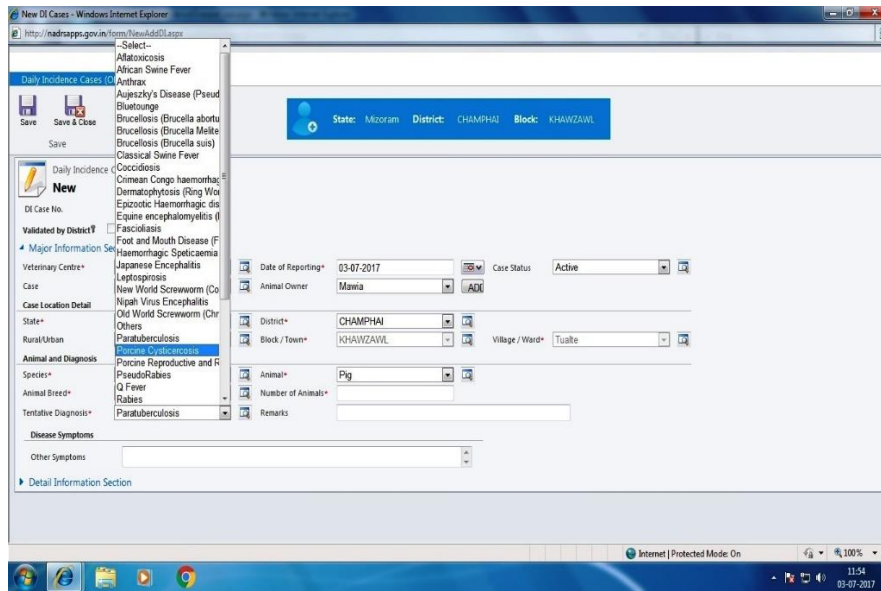 New DI Cases - Windows Internet Explorer
http://nadrsapps.gov.in/form/NewAddDI.aspx
--Select--
Aflatoxicosis
African Swine Fever
Anthrax
Aujeszky's Disease (Pseud
Bluetounge
Brucellosis (Brucella abortu
Brucellosis (Brucella Melite
Brucellosis (Brucella suis)
Classical Swine Fever
Coccidiosis
Crimean Congo haemorrhag
Dermatophytosis (Ring Wor
Epizootic Haemorrhagic dis
Equine encephalomyelitis (
Fascioliasis
Foot and Mouth Disease (F
Haemorrhagic Speticaemia
Japanese Encephalitis
Leptospirosis
New World Screwworm (Co
Nipah Virus Encephalitis
Old World Screwworm (Chr
Others
Paratuberculosis
Porcine Cysticercosis
Porcine Reproductive and R
PseudoRabies
Q Fever
Rabies
Daily Incidence Cases (
Save Save & Close
Save
State: Mizoram District: CHAMPHAI Block: KHAWZAWL
Daily Incidence C
New
DI Case No.
Validated by District
Major Information Sec
Veterinary Centre* Date of Reporting* 03-07-2017 Case Status Active
Case Animal Owner Mawia ADD
Case Location Detail
State* District* CHAMPHAI
Rural/Urban Block / Town* KHAWZAWL Village / Ward* Tualte
Animal and Diagnosis
Species* Animal* Pig
Animal Breed* Number of Animals*
Tentative Diagnosis* Paratuberculosis Remarks
Disease Symptoms
Other Symptoms
Detail Information Section
Internet | Protected Mode: On 100%
11:54
03-07-2017